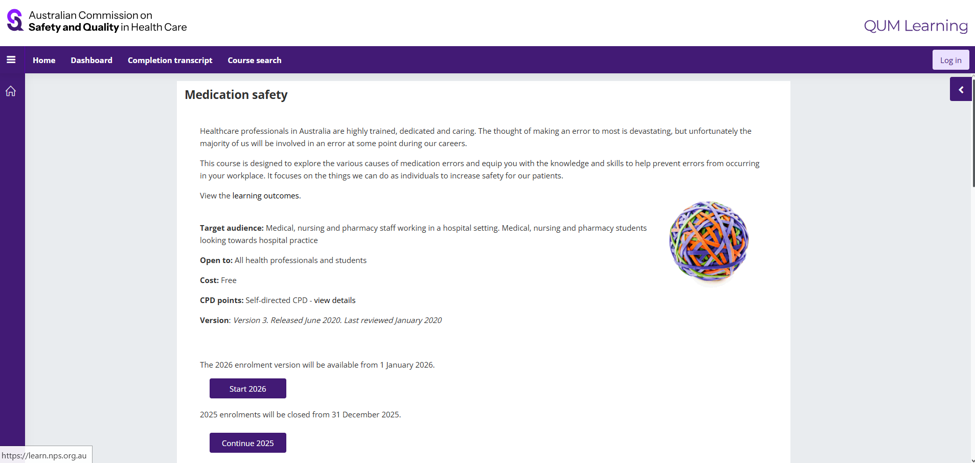 Australian Commission on
Safety and Quality in Health Care
QUM Learning
Home Dashboard Completion transcript Course search Log in
Medication safety
Healthcare professionals in Australia are highly trained, dedicated and caring. The thought of making an error to most is devastating, but unfortunately the
majority of us will be involved in an error at some point during our careers.
This course is designed to explore the various causes of medication errors and equip you with the knowledge and skills to help prevent errors from occurring
in your workplace. It focuses on the things we can do as individuals to increase safety for our patients.
View the learning outcomes.
Target audience: Medical, nursing and pharmacy staff working in a hospital setting. Medical, nursing and pharmacy students
looking towards hospital practice
Open to: All health professionals and students
Cost: Free
CPD points: Self-directed CPD - view details
Version: Version 3. Released June 2020. Last reviewed January 2020
The 2026 enrolment version will be available from 1 January 2026.
Start 2026
2025 enrolments will be closed from 31 December 2025.
Continue 2025
https://learn.nps.org.au